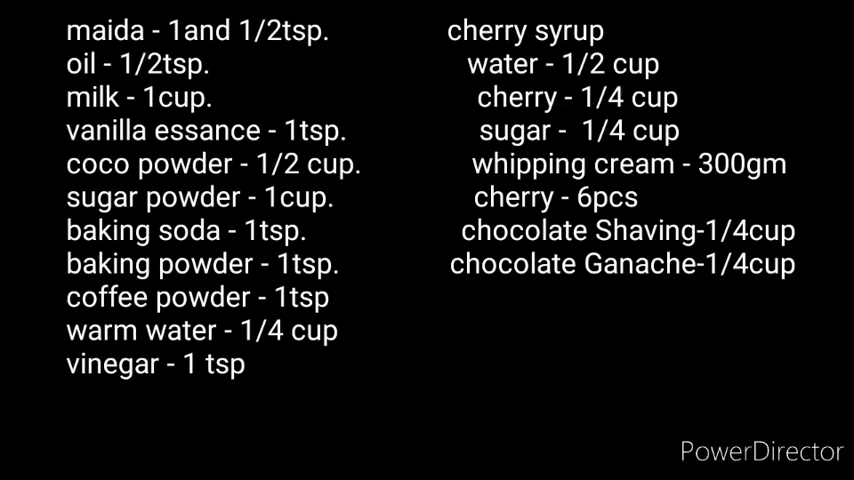 maida - 1and 1/2tsp.
oil - 1/2tsp.
milk - 1cup.
vanilla essance - 1tsp.
coco powder - 1/2 cup.
sugar powder - 1cup.
baking soda - 1tsp.
baking powder - 1tsp.
coffee powder - 1tsp
warm water - 1/4 cup
vinegar - 1 tsp
cherry syrup
water - 1/2 cup
cherry - 1/4 cup
sugar - 1/4 cup
whipping cream - 300gm
cherry - 6pcs
chocolate Shaving-1/4cup
chocolate Ganache-1/4cup
PowerDirector